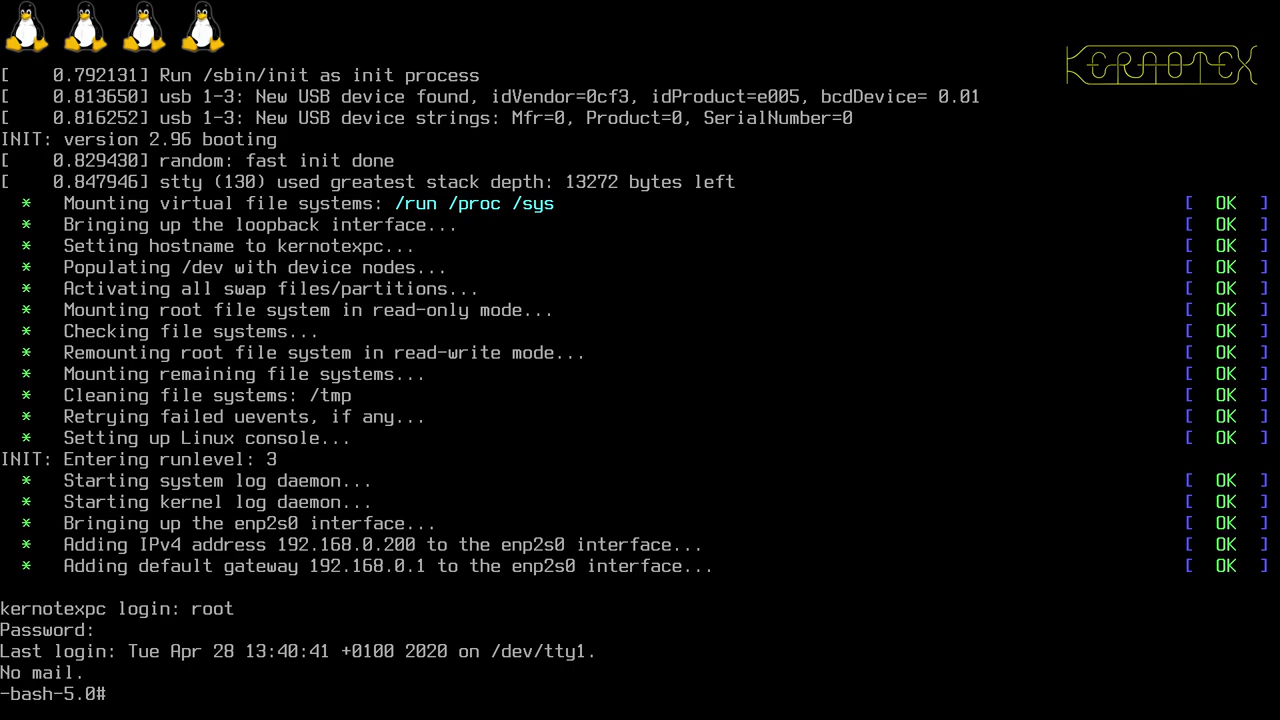 KERNOTEX
[    0.792131] Run /sbin/init as init process
[    0.813650] usb 1-3: New USB device found, idVendor=0cf3, idProduct=e005, bcdDevice= 0.01
[    0.816252] usb 1-3: New USB device strings: Mfr=0, Product=0, SerialNumber=0
INIT: version 2.96 booting
[    0.829430] random: fast init done
[    0.847946] stty (130) used greatest stack depth: 13272 bytes left
*   Mounting virtual file systems: /run /proc /sys [  OK  ]
*   Bringing up the loopback interface... [  OK  ]
*   Setting hostname to kernotexpc... [  OK  ]
*   Populating /dev with device nodes... [  OK  ]
*   Activating all swap files/partitions... [  OK  ]
*   Mounting root file system in read-only mode... [  OK  ]
*   Checking file systems... [  OK  ]
*   Remounting root file system in read-write mode... [  OK  ]
*   Mounting remaining file systems... [  OK  ]
*   Cleaning file systems: /tmp [  OK  ]
*   Retrying failed uevents, if any... [  OK  ]
*   Setting up Linux console... [  OK  ]
INIT: Entering runlevel: 3
*   Starting system log daemon... [  OK  ]
*   Starting kernel log daemon... [  OK  ]
*   Bringing up the enp2s0 interface... [  OK  ]
*   Adding IPv4 address 192.168.0.200 to the enp2s0 interface... [  OK  ]
*   Adding default gateway 192.168.0.1 to the enp2s0 interface... [  OK  ]
kernotexpc login: root
Password:
Last login: Tue Apr 28 13:40:41 +0100 2020 on /dev/tty1.
No mail.
-bash-5.0#